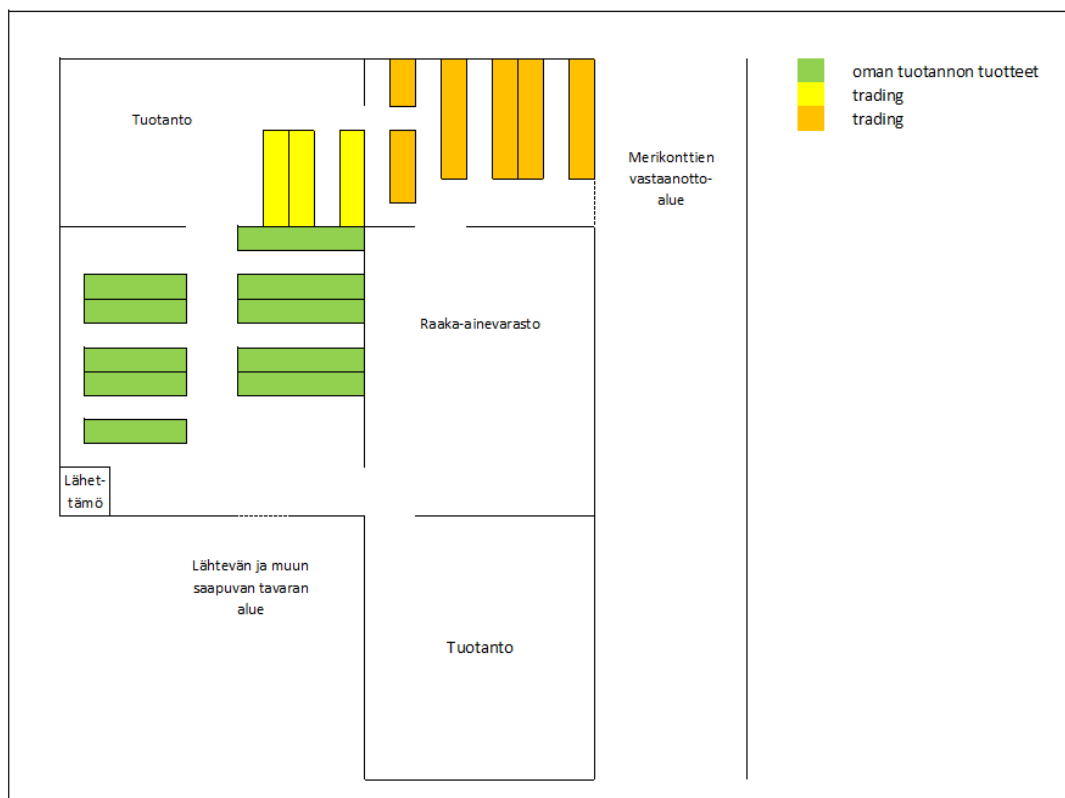 oman tuotannon tuotteet
trading
trading
Tuotanto
Merikonttien
vastaanotto-
alue
Raaka-ainevarasto
Lähet-
tämö
Lähtevän ja muun
saapuvan tavaran
alue
Tuotanto